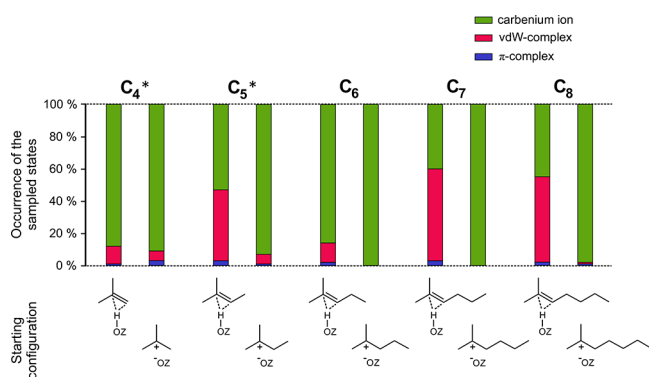 carbenium ion
vdW-complex
π-complex
C4* C5* C6 C7 C8
100 %
80 %
60 %
40 %
20 %
0 %
Occurrence of the
sampled states
H H H H H
OZ OZ OZ OZ OZ
+ + + + +
-OZ -OZ -OZ -OZ -OZ
Starting
configuration